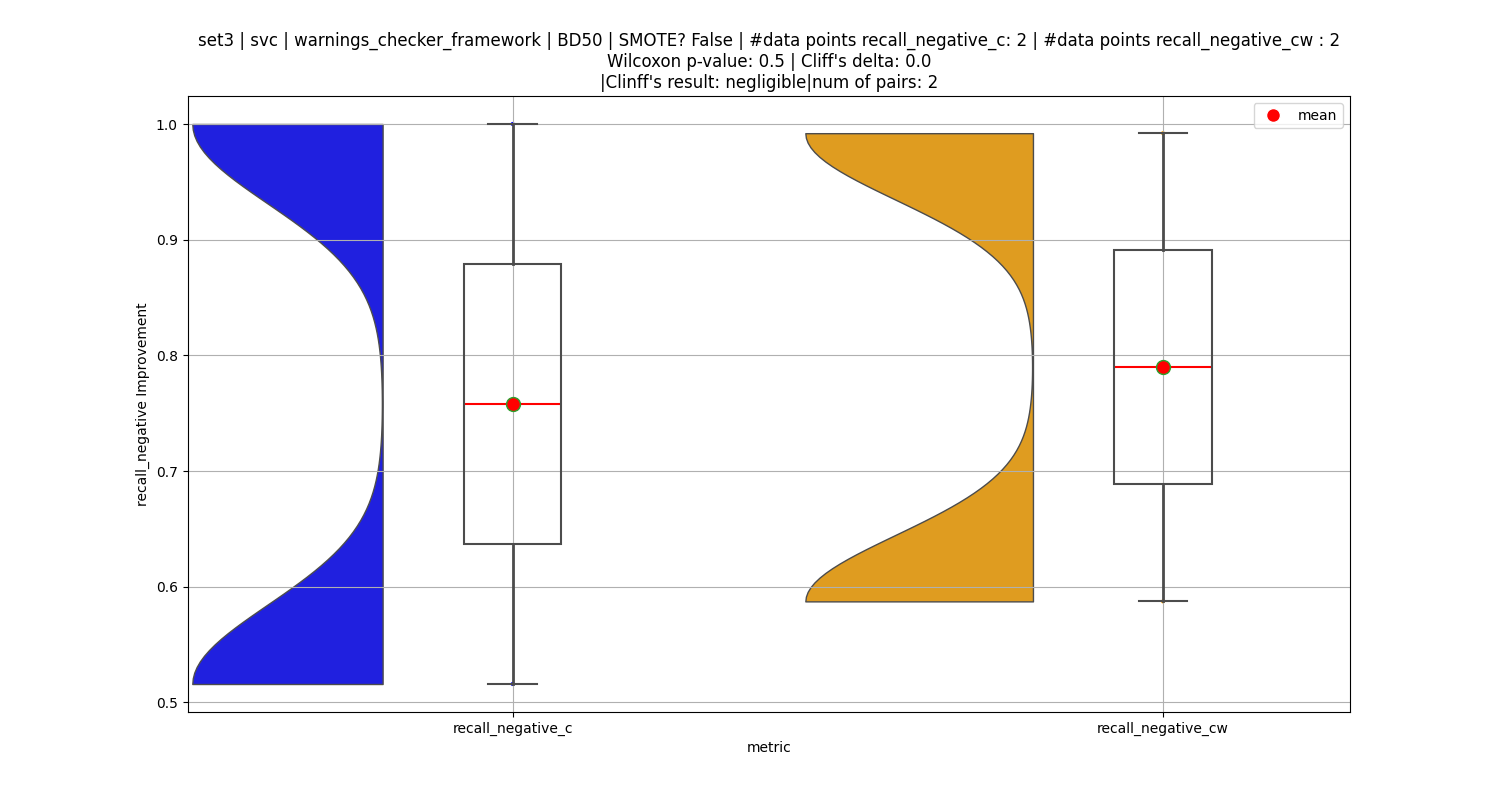 set3 | svc | warnings_checker_framework | BD50 | SMOTE? False | #data points recall_negative_c: 2 | #data points recall_negative_cw : 2
Wilcoxon p-value: 0.5 | Cliff's delta: 0.0
|Clinff's result: negligible|num of pairs: 2
mean
1.0
0.9
0.8
0.7
0.6
0.5
recall_negative Improvement
recall_negative_c
recall_negative_cw
metric